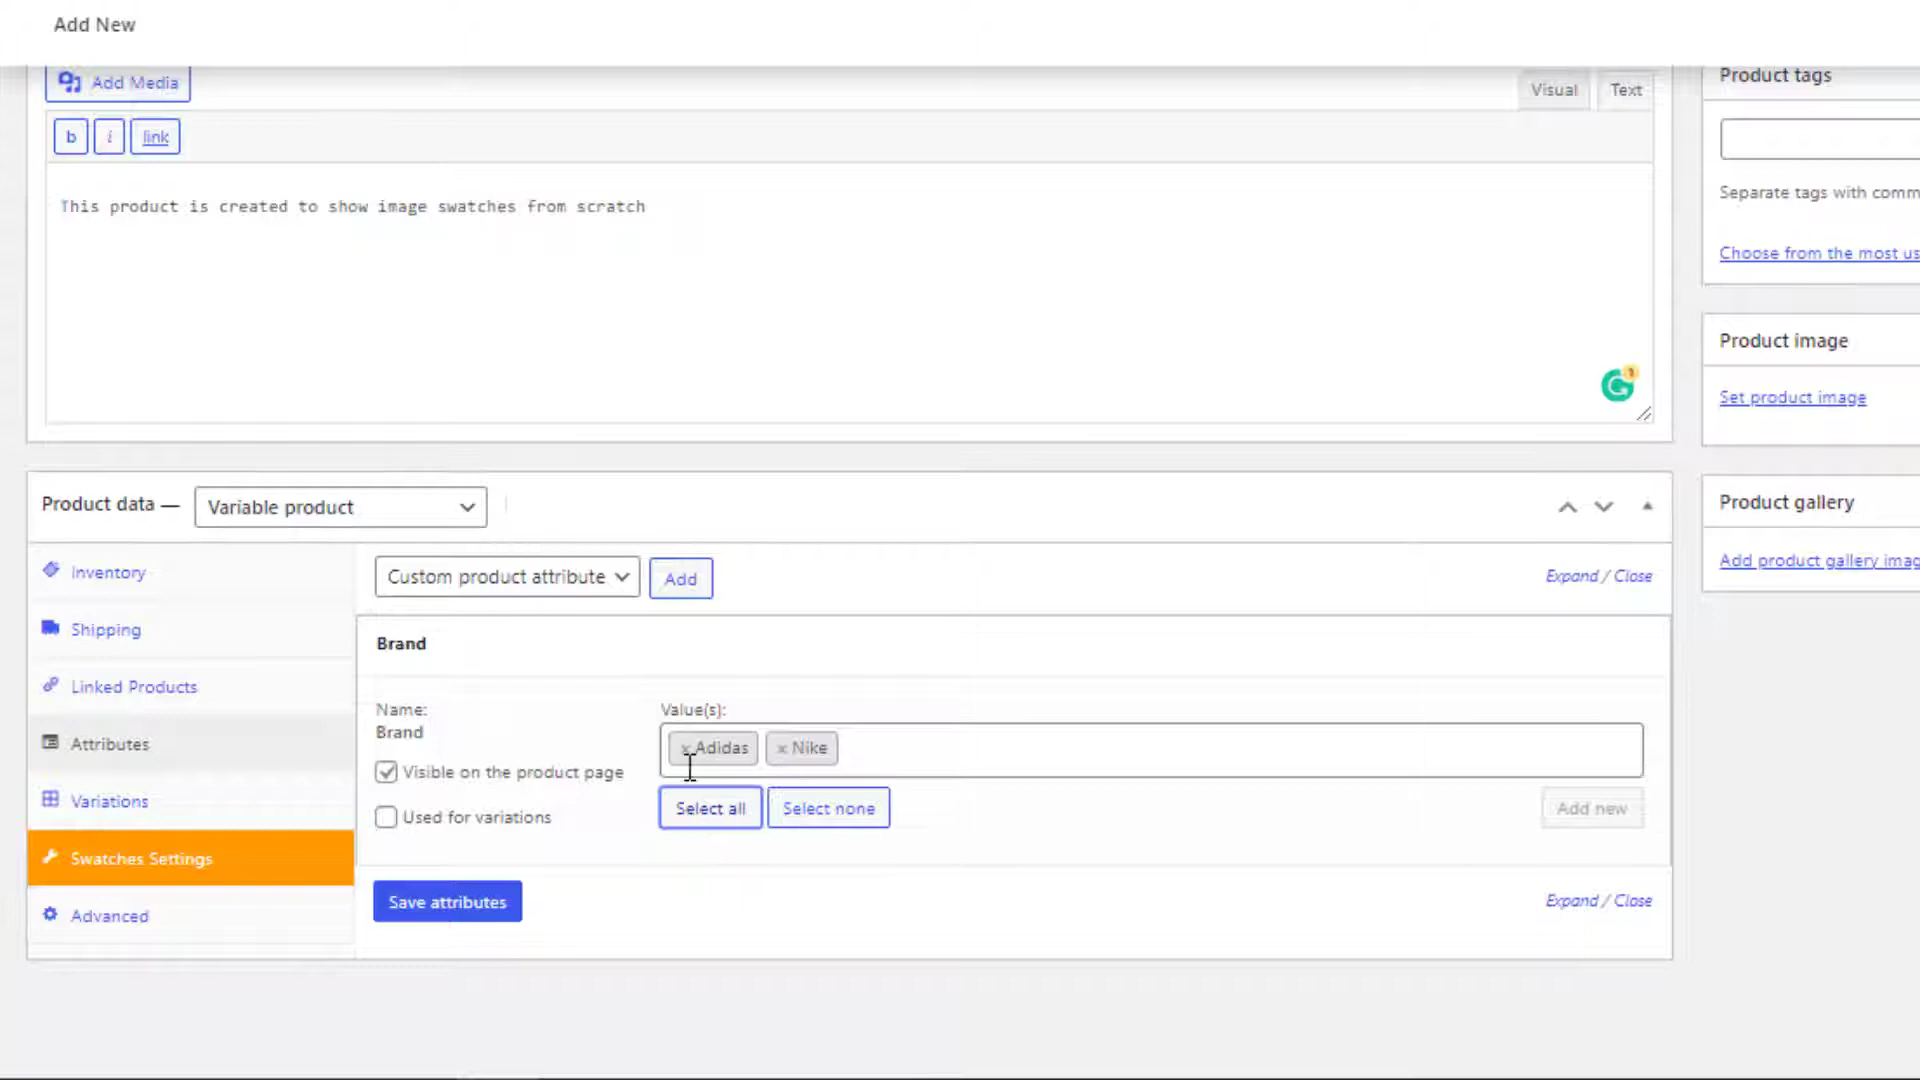 Add New
Add Media
Visual
Text
b
i
link
This product is created to show image swatches from scratch
Product tags
Separate tags with comm
Choose from the most us
Product image
Set product image
Product gallery
Add product gallery imag
Product data —
Variable product
Inventory
Shipping
Linked Products
Attributes
Variations
Swatches Settings
Advanced
Custom product attribute
Add
Expand / Close
Brand
Name:
Brand
Visible on the product page
Used for variations
Value(s):
× Adidas
× Nike
Select all
Select none
Add new
Save attributes
Expand / Close